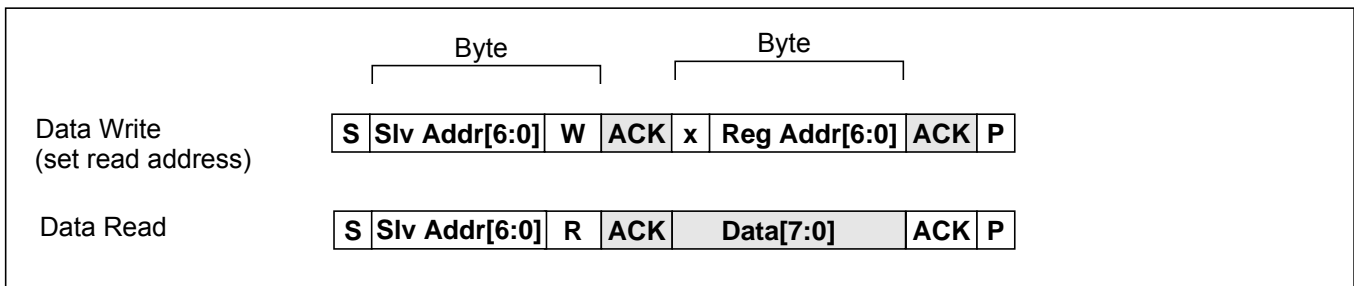 Byte Byte
Data Write S Slv Addr[6:0] W ACK x Reg Addr[6:0] ACK P
(set read address)
Data Read S Slv Addr[6:0] R ACK Data[7:0] ACK P